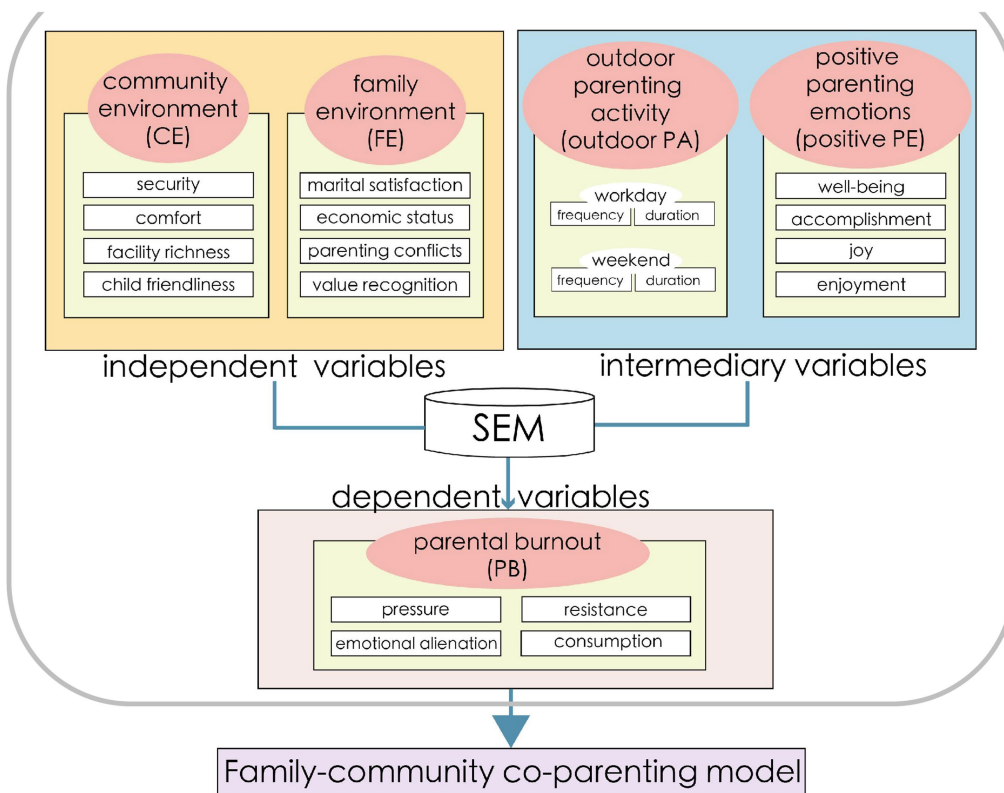 community
environment
(CE)
security
comfort
facility richness
child friendliness
family
environment
(FE)
marital satisfaction
economic status
parenting conflicts
value recognition
outdoor
parenting
activity
(outdoor PA)
workday
frequency duration
weekend
frequency duration
positive
parenting
emotions
(positive PE)
well-being
accomplishment
joy
enjoyment
independent variables
intermediary variables
SEM
dependent variables
parental burnout
(PB)
pressure
resistance
emotional alienation
consumption
Family-community co-parenting model